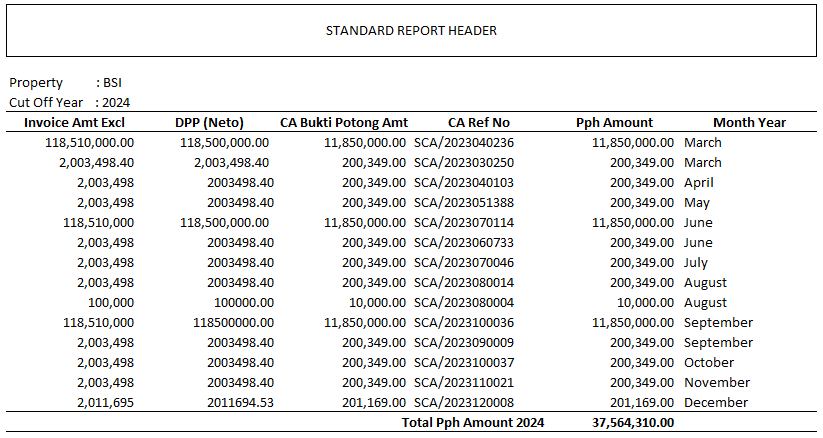 STANDARD REPORT HEADER
Property : BSI
Cut Off Year : 2024
Invoice Amt Excl DPP (Neto) CA Bukti Potong Amt CA Ref No Pph Amount Month Year
118,510,000.00 118,500,000.00 11,850,000.00 SCA/2023040236 11,850,000.00 March
2,003,498.40 2,003,498.40 200,349.00 SCA/2023030250 200,349.00 March
2,003,498 2003498.40 200,349.00 SCA/2023040103 200,349.00 April
2,003,498 2003498.40 200,349.00 SCA/2023051388 200,349.00 May
118,510,000 118,500,000.00 11,850,000.00 SCA/2023070114 11,850,000.00 June
2,003,498 2003498.40 200,349.00 SCA/2023060733 200,349.00 June
2,003,498 2003498.40 200,349.00 SCA/2023070046 200,349.00 July
2,003,498 2003498.40 200,349.00 SCA/2023080014 200,349.00 August
100,000 100000.00 10,000.00 SCA/2023080004 10,000.00 August
118,510,000 118500000.00 11,850,000.00 SCA/2023100036 11,850,000.00 September
2,003,498 2003498.40 200,349.00 SCA/2023090009 200,349.00 September
2,003,498 2003498.40 200,349.00 SCA/2023100037 200,349.00 October
2,003,498 2003498.40 200,349.00 SCA/2023110021 200,349.00 November
2,011,695 2011694.53 201,169.00 SCA/2023120008 201,169.00 December
Total Pph Amount 2024 37,564,310.00